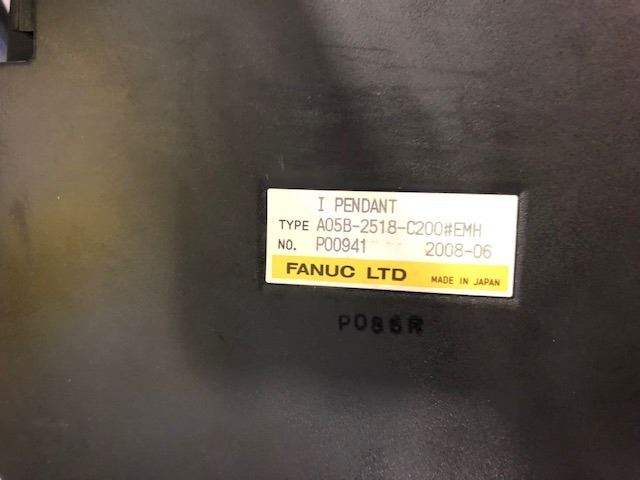 I PENDANT
TYPE A05B-2518-C200#EMH
NO. P00941 2008-06
FANUC LTD MADE IN JAPAN
P086R